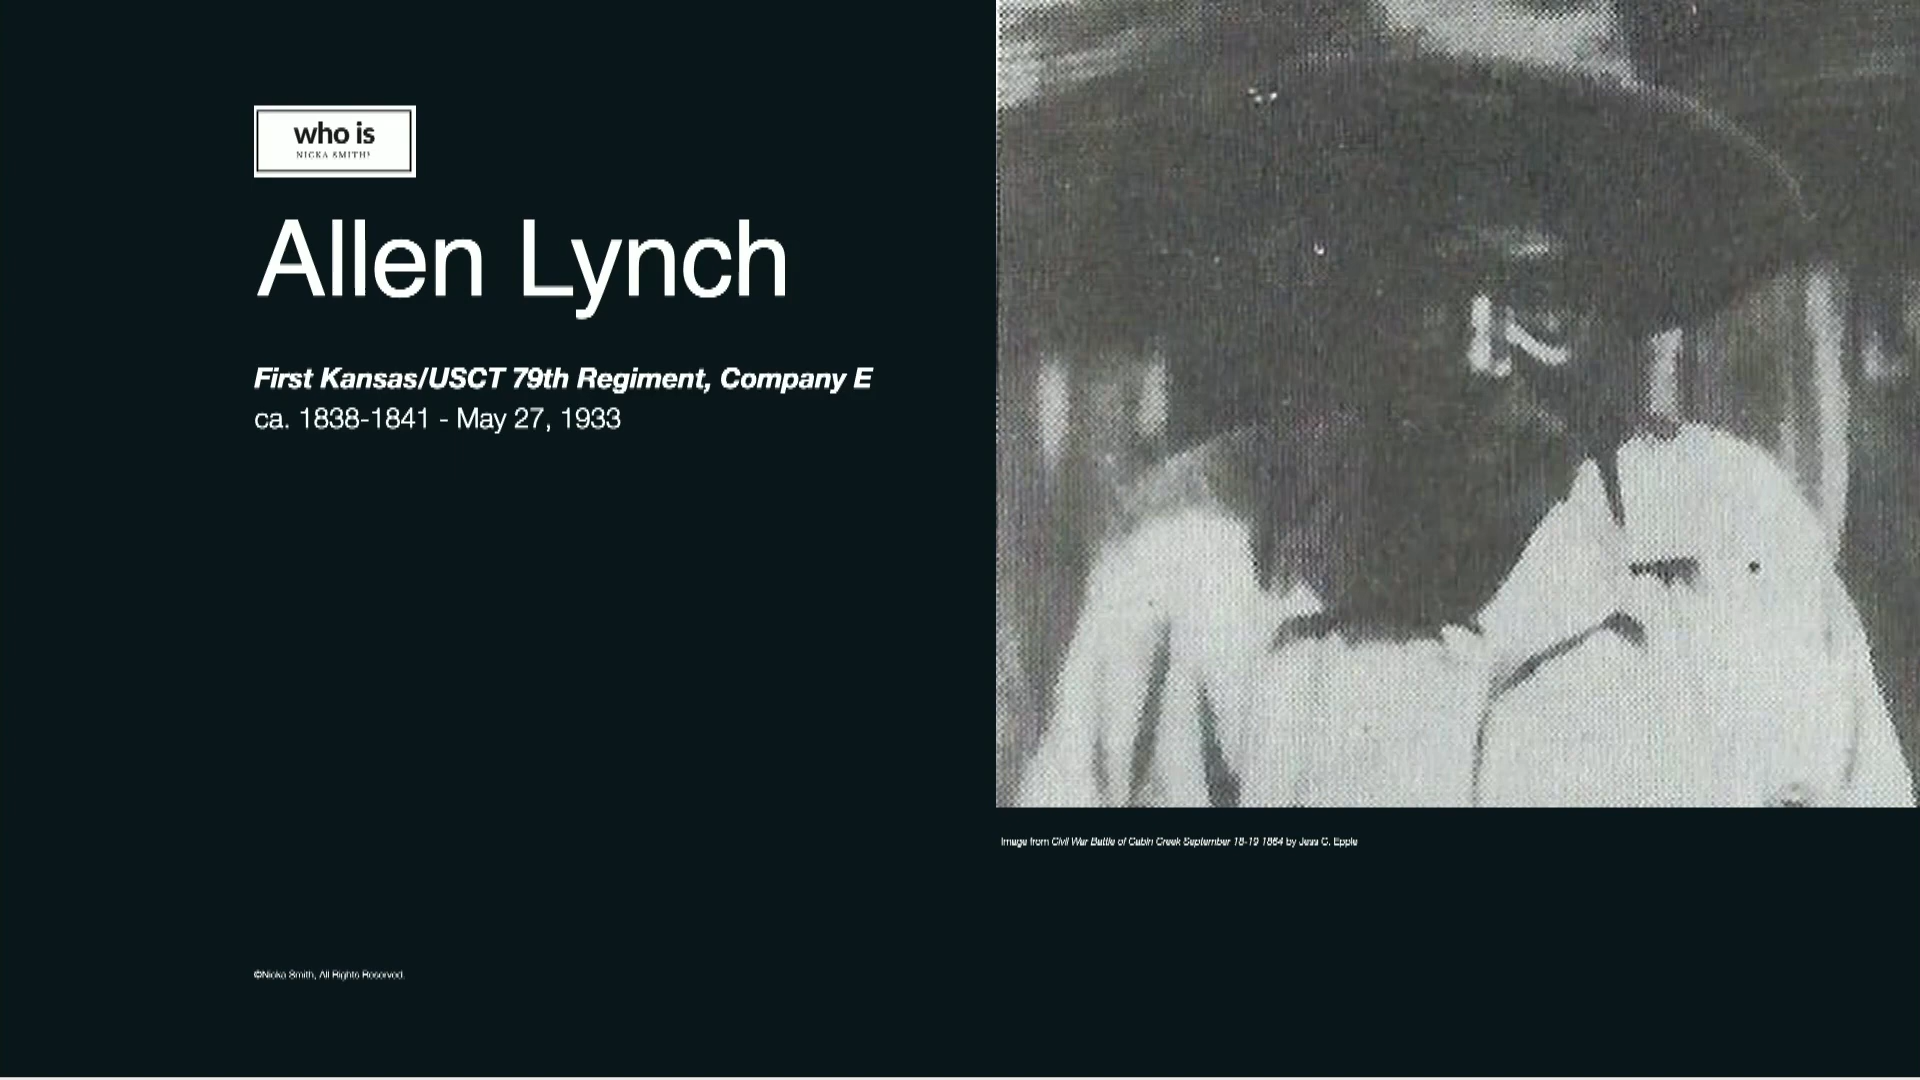 who is
NICKA SMITH?
Allen Lynch
First Kansas/USCT 79th Regiment, Company E
ca. 1838-1841 - May 27, 1933
Image from Civil War Battle of Cabin Creek September 18-19 1864 by Jess C. Epple
©Nicka Smith, All Rights Reserved.